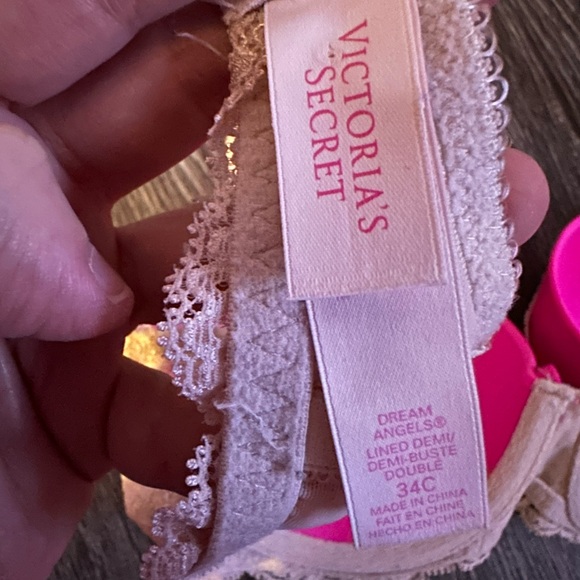 VICTORIA'S
SECRET
DREAM
ANGELS®
LINED DEMI/
DEMI-BUSTE
DOUBLÉ
34C
MADE IN CHINA
FAIT EN CHINE
HECHO EN CHINA